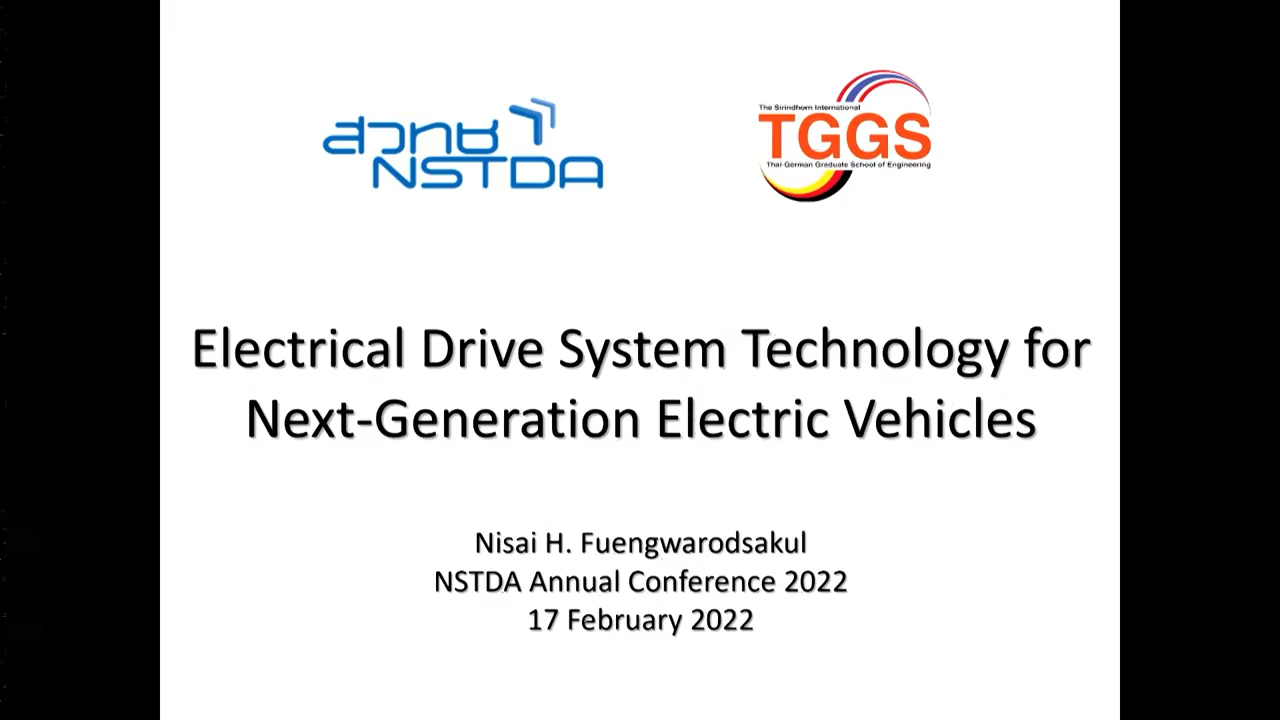 สวทช
NSTDA
The Sirindhorn International
TGGS
Thai-German Graduate School of Engineering
Electrical Drive System Technology for
Next-Generation Electric Vehicles
Nisai H. Fuengwarodsakul
NSTDA Annual Conference 2022
17 February 2022